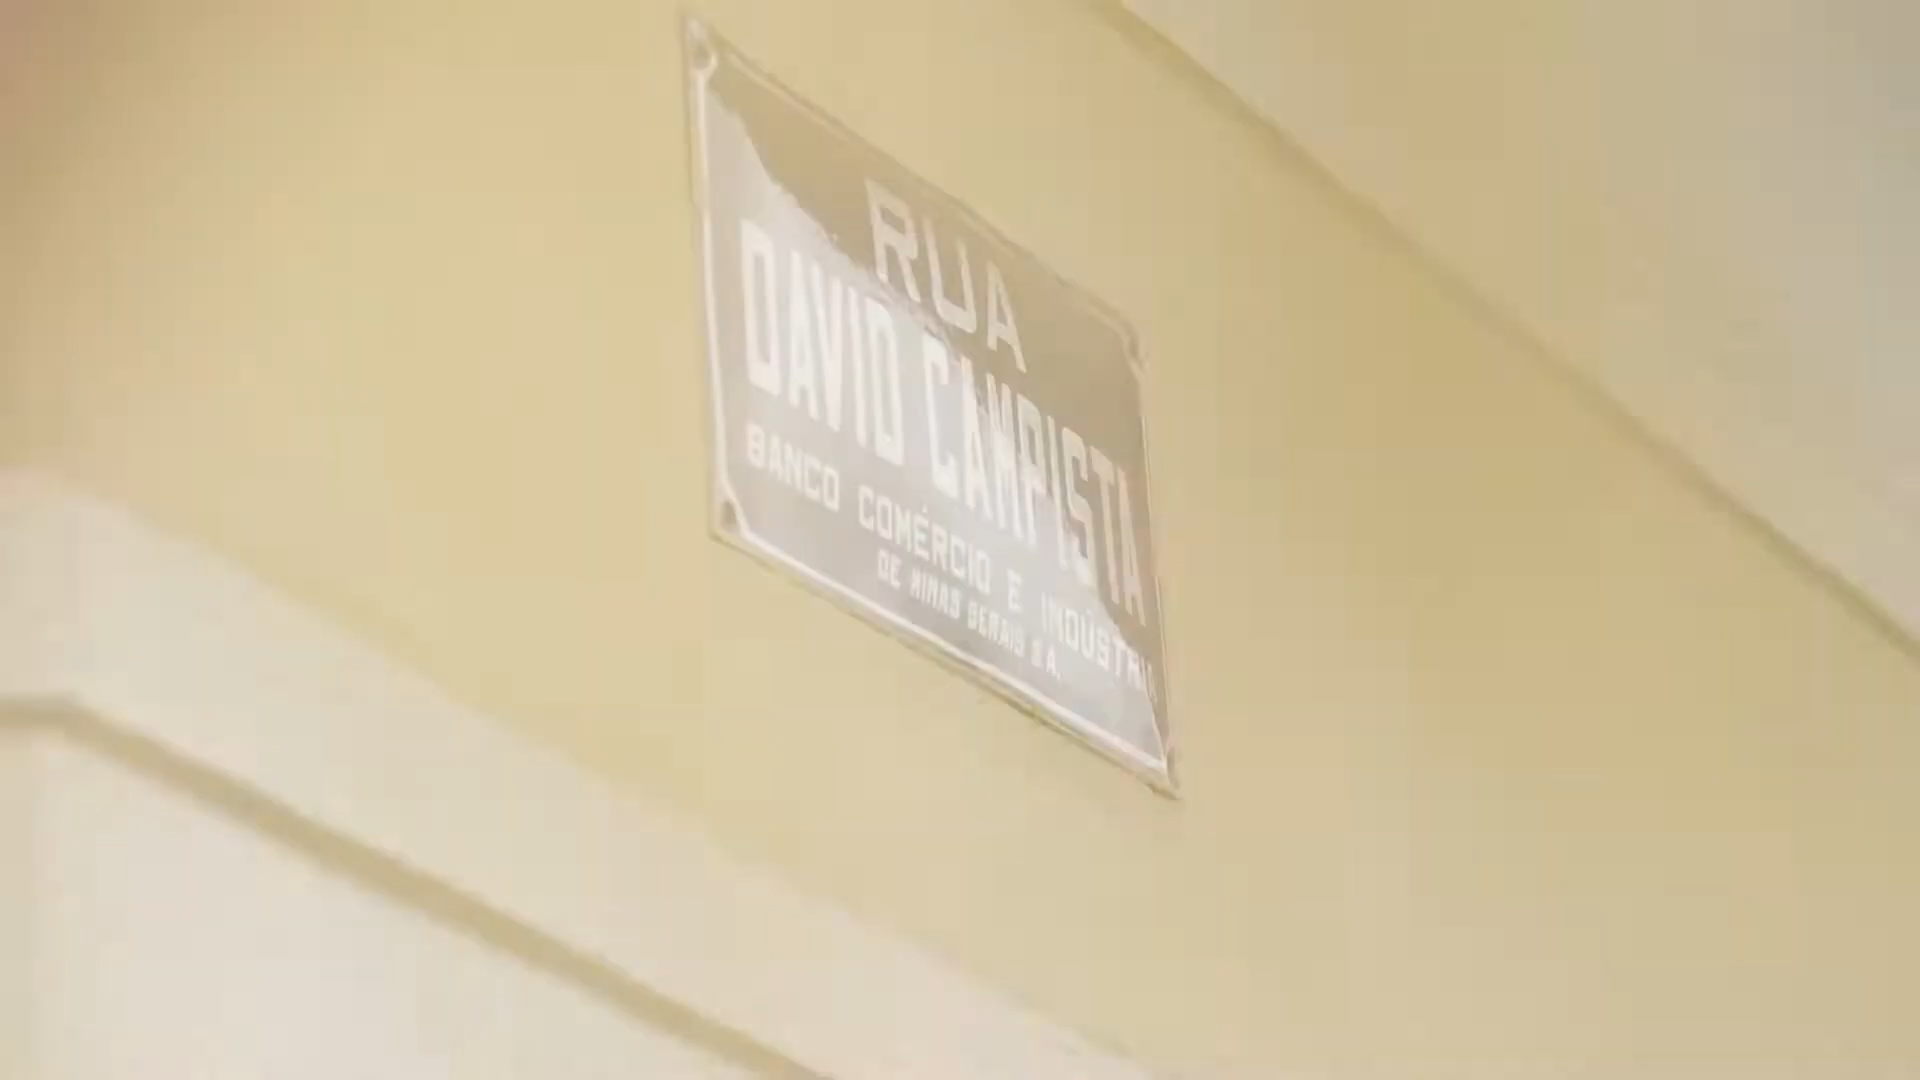 RUA
DAVID CAMPISTA
BANCO COMÉRCIO E INDÚSTRIA
DE MINAS GERAIS S.A.